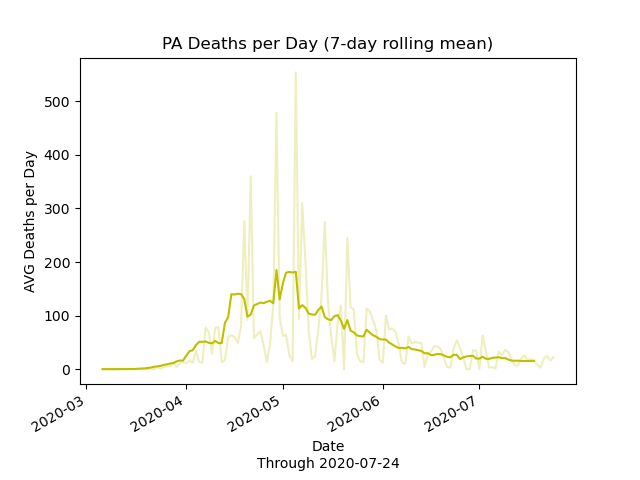 PA Deaths per Day (7-day rolling mean)
AVG Deaths per Day
500
400
300
200
100
0
2020-03
2020-04
2020-05
2020-06
2020-07
Date
Through 2020-07-24